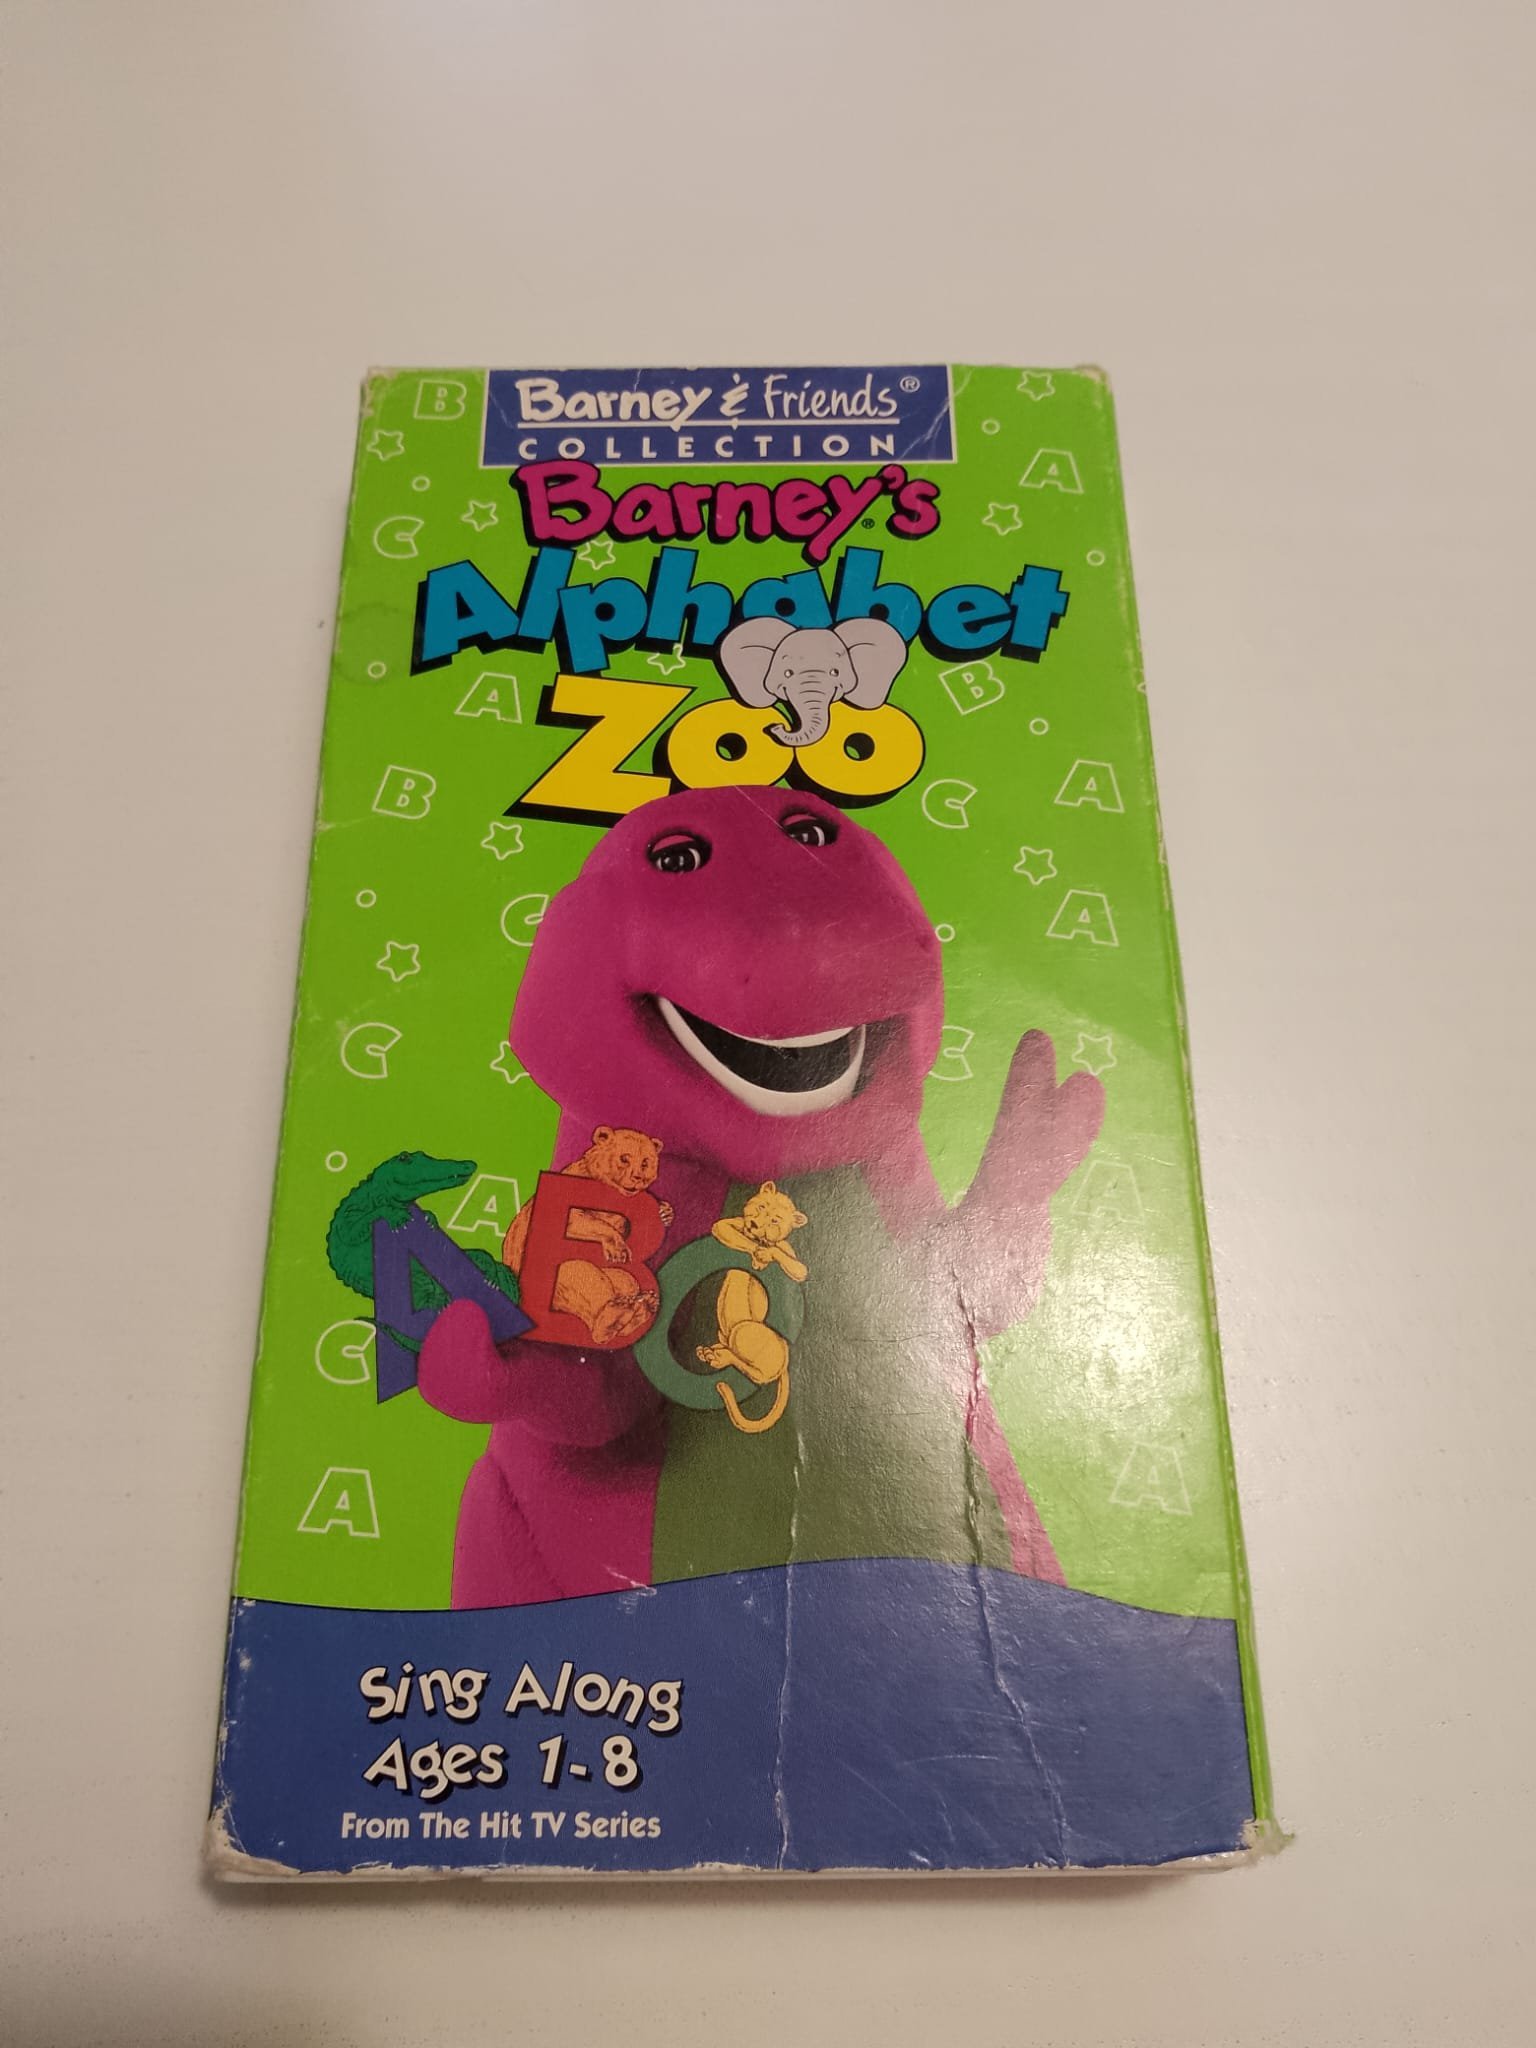 Barney & Friends®
COLLECTION
Barney's®
Alphabet
Zoo
A B C
Sing Along
Ages 1-8
From The Hit TV Series